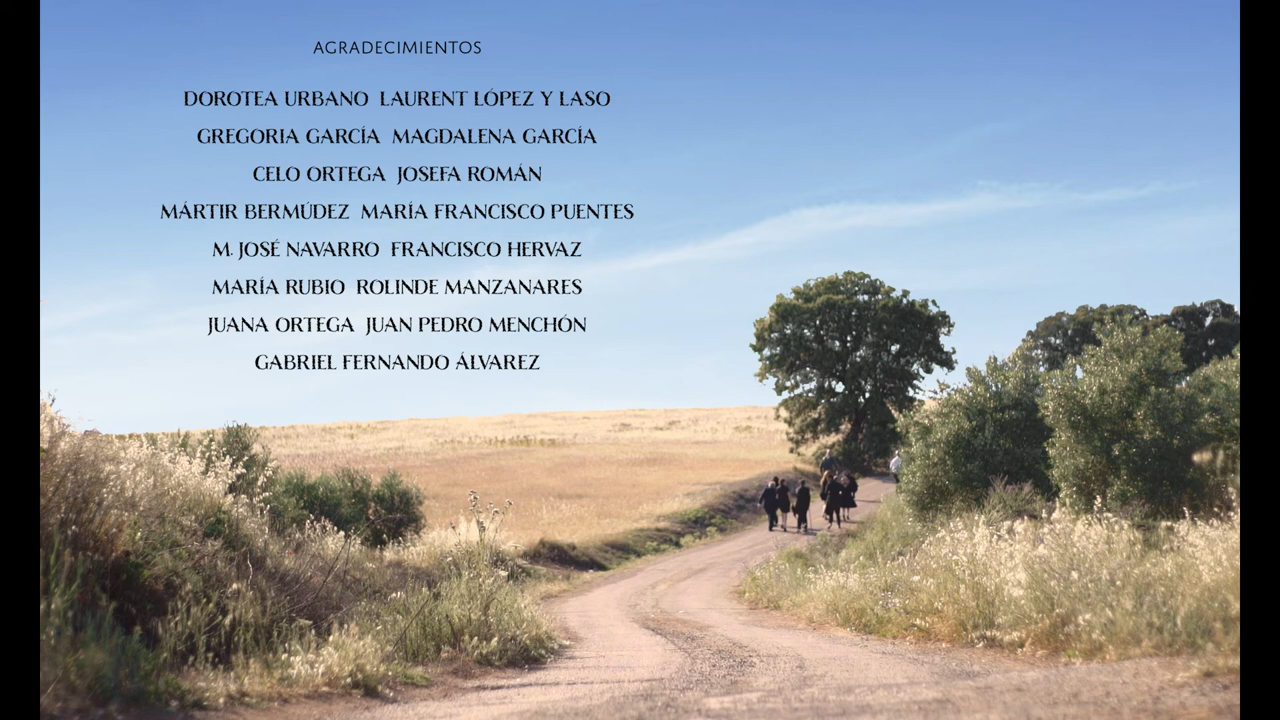 AGRADECIMIENTOS
DOROTEA URBANO LAURENT LÓPEZ Y LASO
GREGORIA GARCÍA MAGDALENA GARCÍA
CELO ORTEGA JOSEFA ROMÁN
MÁRTIR BERMÚDEZ MARÍA FRANCISCO PUENTES
M. JOSÉ NAVARRO FRANCISCO HERVAZ
MARÍA RUBIO ROLINDE MANZANARES
JUANA ORTEGA JUAN PEDRO MENCHÓN
GABRIEL FERNANDO ÁLVAREZ